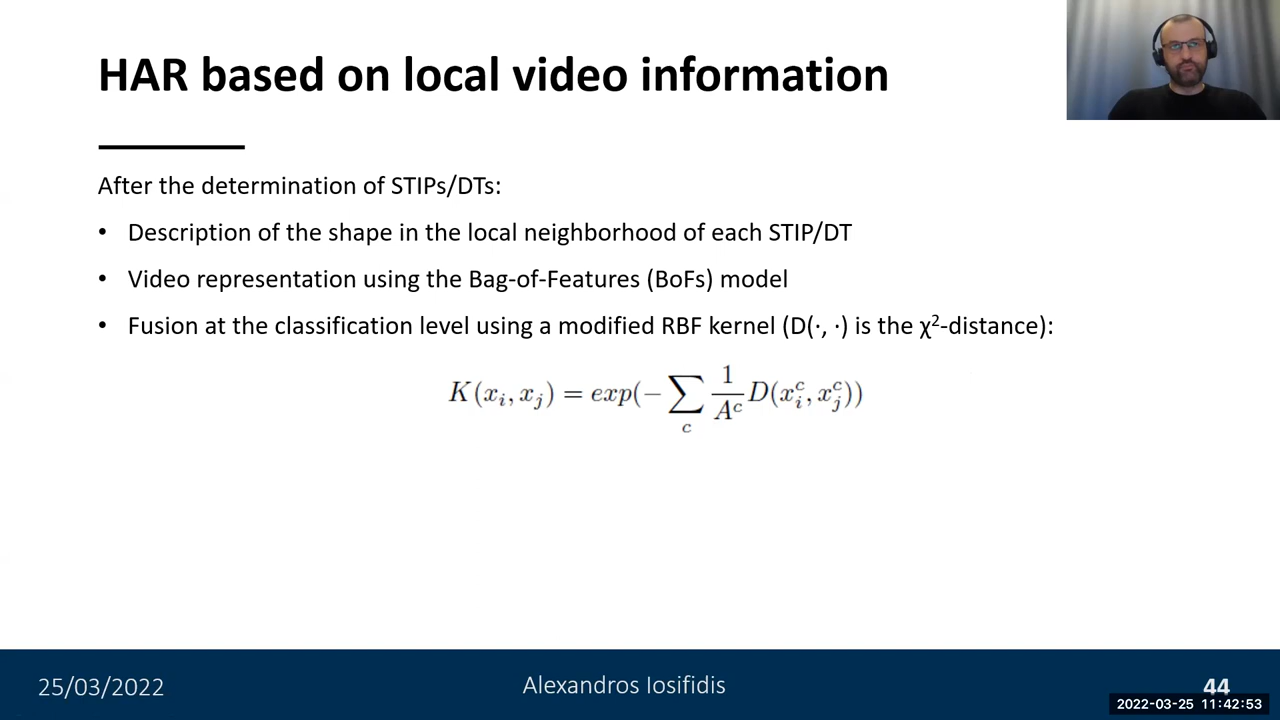 HAR based on local video information
After the determination of STIPs/DTs:
• Description of the shape in the local neighborhood of each STIP/DT
• Video representation using the Bag-of-Features (BoFs) model
• Fusion at the classification level using a modified RBF kernel (D(·, ·) is the χ²-distance):
$K(x_i, x_j) = exp(-\sum_c \frac{1}{A^c} D(x_i^c, x_j^c))$
25/03/2022
Alexandros Iosifidis
44
2022-03-25 11:42:53